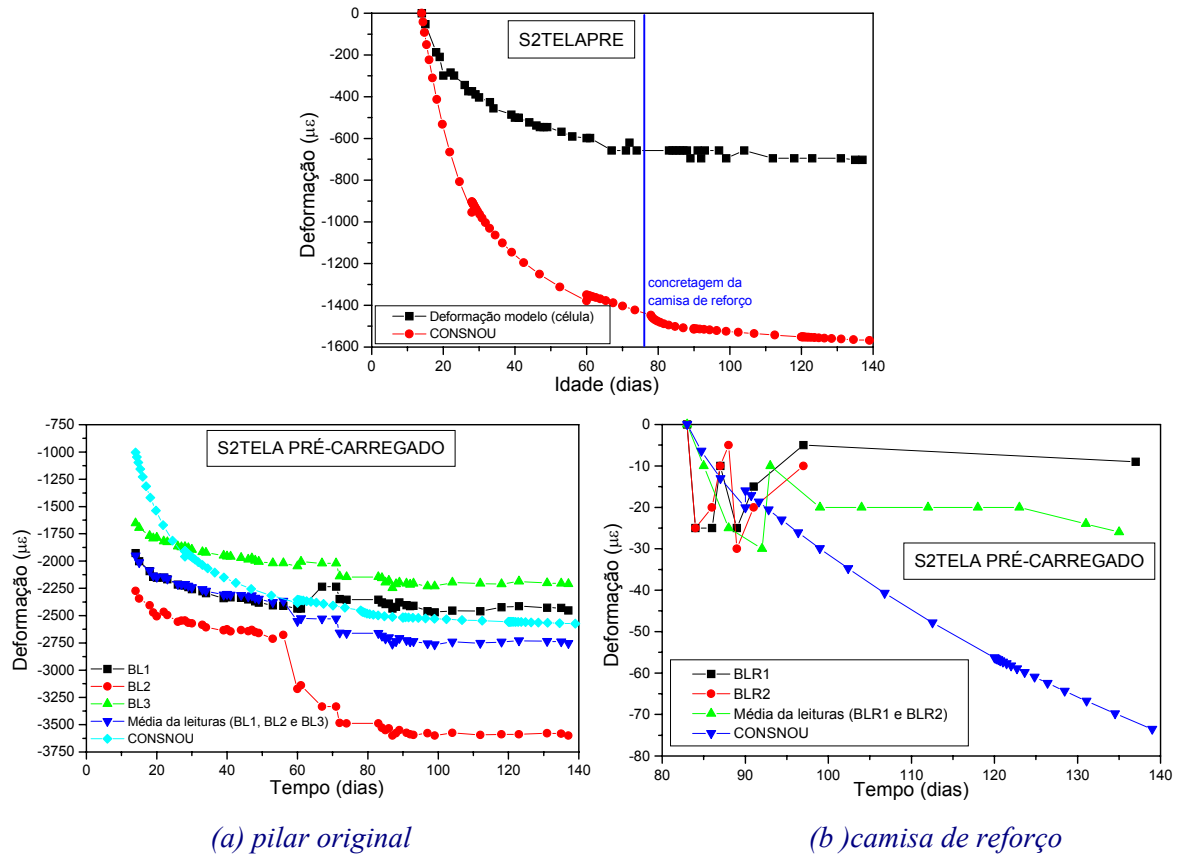 S2TELAPRE
0
-200
-400
-600
-800
-1000
-1200
-1400
-1600
Deformação (με)
concretagem da
camisa de reforço
Deformação modelo (célula)
CONSNOU
0 20 40 60 80 100 120 140
Idade (dias)
S2TELA PRÉ-CARREGADO
-750
-1000
-1250
-1500
-1750
-2000
-2250
-2500
-2750
-3000
-3250
-3500
-3750
Deformação (με)
BL1
BL2
BL3
Média da leituras (BL1, BL2 e BL3)
CONSNOU
0 20 40 60 80 100 120 140
Tempo (dias)
0
-10
-20
-30
-40
-50
-60
-70
-80
Deformação (με)
S2TELA PRÉ-CARREGADO
BLR1
BLR2
Média da leituras (BLR1 e BLR2)
CONSNOU
80 90 100 110 120 130 140
Tempo (dias)
(a) pilar original
(b )camisa de reforço